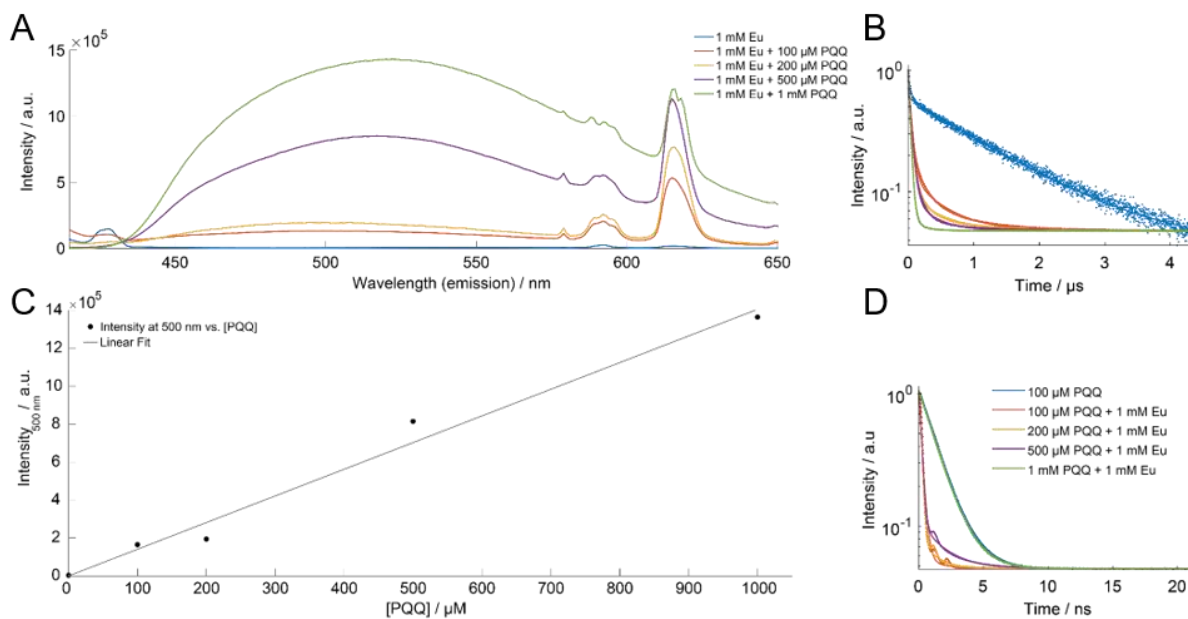 A
×10⁵
15
10
5
0
Intensity / a.u.
450
500
550
600
650
Wavelength (emission) / nm
1 mM Eu
1 mM Eu + 100 µM PQQ
1 mM Eu + 200 µM PQQ
1 mM Eu + 500 µM PQQ
1 mM Eu + 1 mM PQQ
B
10⁰
10⁻¹
Intensity / a.u.
0
1
2
3
4
Time / µs
C
×10⁵
14
12
10
8
6
4
2
0
Intensity500 nm / a.u.
Intensity at 500 nm vs. [PQQ]
Linear Fit
0
100
200
300
400
500
600
700
800
900
1000
[PQQ] / µM
D
10⁰
10⁻¹
Intensity / a.u
100 µM PQQ
100 µM PQQ + 1 mM Eu
200 µM PQQ + 1 mM Eu
500 µM PQQ + 1 mM Eu
1 mM PQQ + 1 mM Eu
0
5
10
15
20
Time / ns